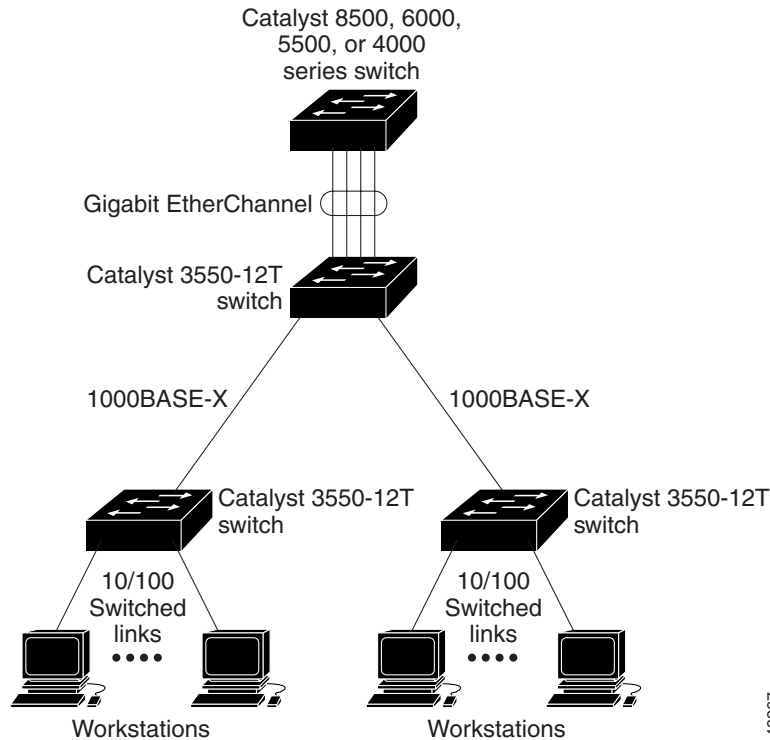 Catalyst 8500, 6000,
5500, or 4000
series switch
Gigabit EtherChannel
Catalyst 3550-12T
switch
1000BASE-X
1000BASE-X
Catalyst 3550-12T
switch
Catalyst 3550-12T
switch
10/100
Switched
links
10/100
Switched
links
Workstations
Workstations